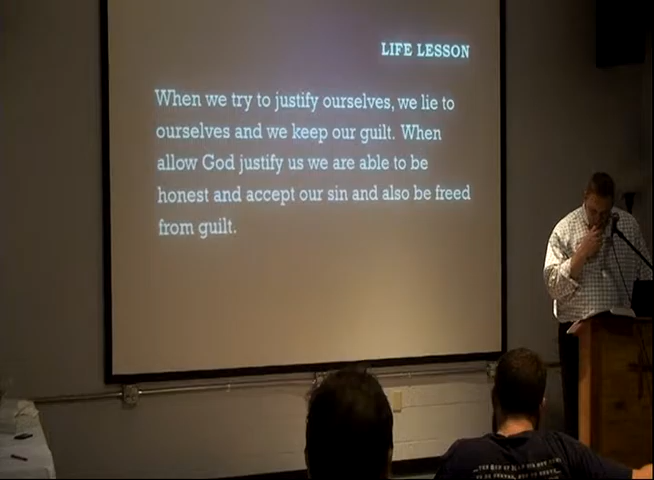 LIFE LESSON
When we try to justify ourselves, we lie to
ourselves and we keep our guilt. When
allow God justify us we are able to be
honest and accept our sin and also be freed
from guilt.